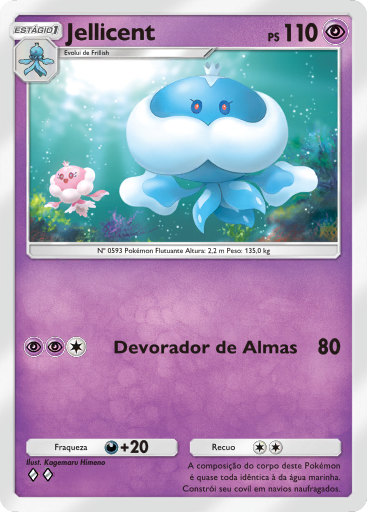 ESTÁGIO 1
Jellicent
PS 110
Evolui de Frillish
Nº 0593 Pokémon Flutuante Altura: 2,2 m Peso: 135,0 kg
Devorador de Almas 80
Fraqueza +20
Recuo
Ilust. Kagemaru Himeno
A composição do corpo deste Pokémon
é quase toda idêntica à da água marinha.
Constrói seu covil em navios naufragados.